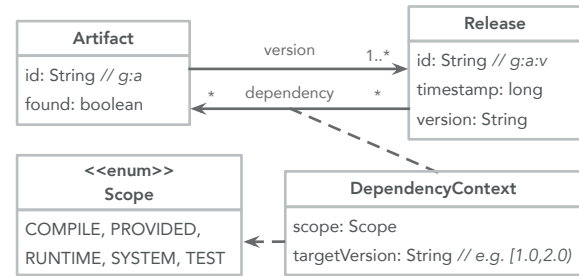 Artifact
id: String // g:a
found: boolean
version
1..*
* dependency *
Release
id: String // g:a:v
timestamp: long
version: String
<<enum>>
Scope
COMPILE, PROVIDED,
RUNTIME, SYSTEM, TEST
DependencyContext
scope: Scope
targetVersion: String // e.g. [1.0,2.0)